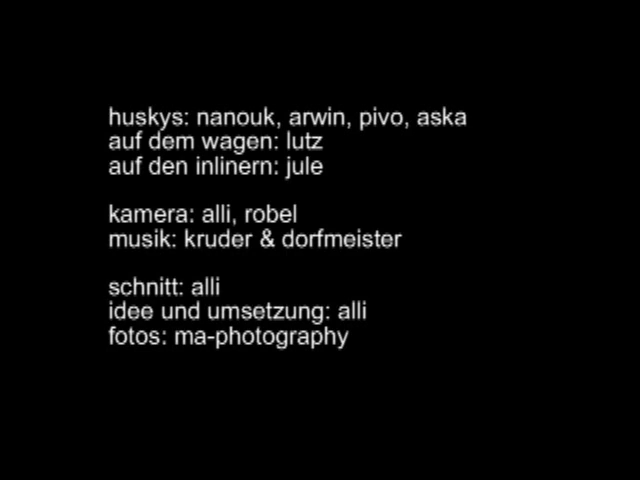 huskys: nanouk, arwin, pivo, aska
auf dem wagen: lutz
auf den inlinern: jule
kamera: alli, robel
musik: kruder & dorfmeister
schnitt: alli
idee und umsetzung: alli
fotos: ma-photography